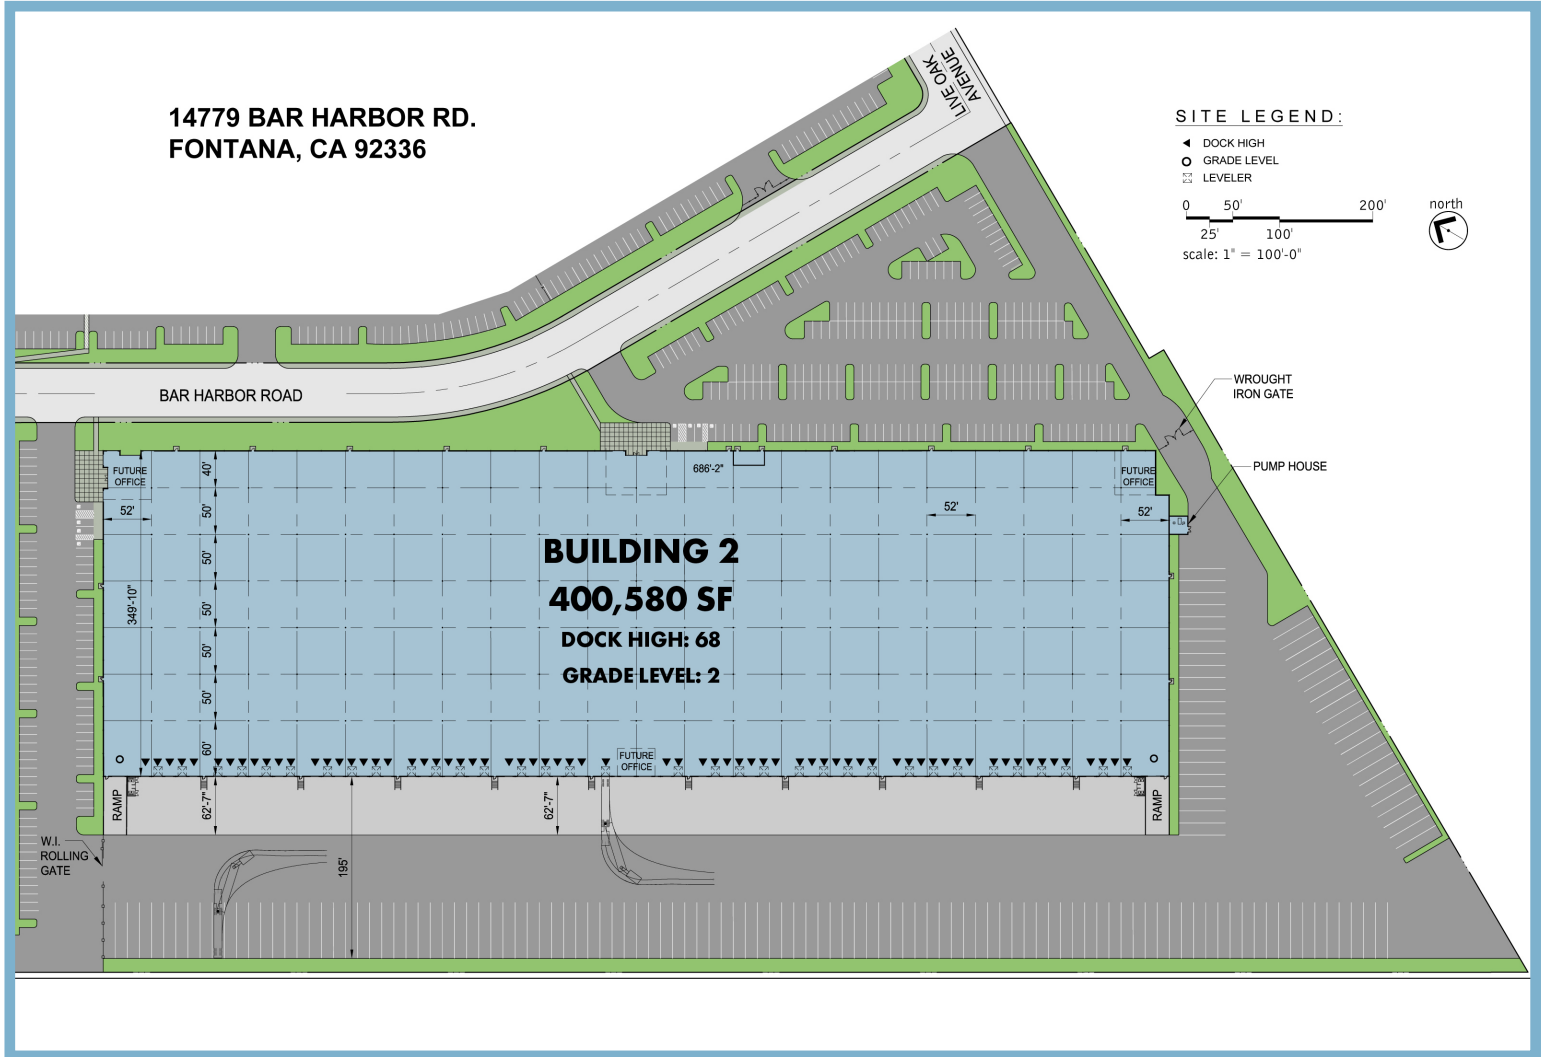 14779 BAR HARBOR RD.
FONTANA, CA 92336
LIVE OAK
AVENUE
SITE LEGEND:
DOCK HIGH
GRADE LEVEL
LEVELER
0 50' 200'
25' 100'
scale: 1" = 100'-0"
north
BAR HARBOR ROAD
WROUGHT
IRON GATE
PUMP HOUSE
FUTURE
OFFICE
40'
686'-2"
FUTURE
OFFICE
52'
50'
52'
52'
BUILDING 2
400,580 SF
DOCK HIGH: 68
GRADE LEVEL: 2
50'
349'-10"
50'
50'
50'
60'
FUTURE
OFFICE
RAMP
62'-7"
62'-7"
RAMP
W.I.
ROLLING
GATE
195'